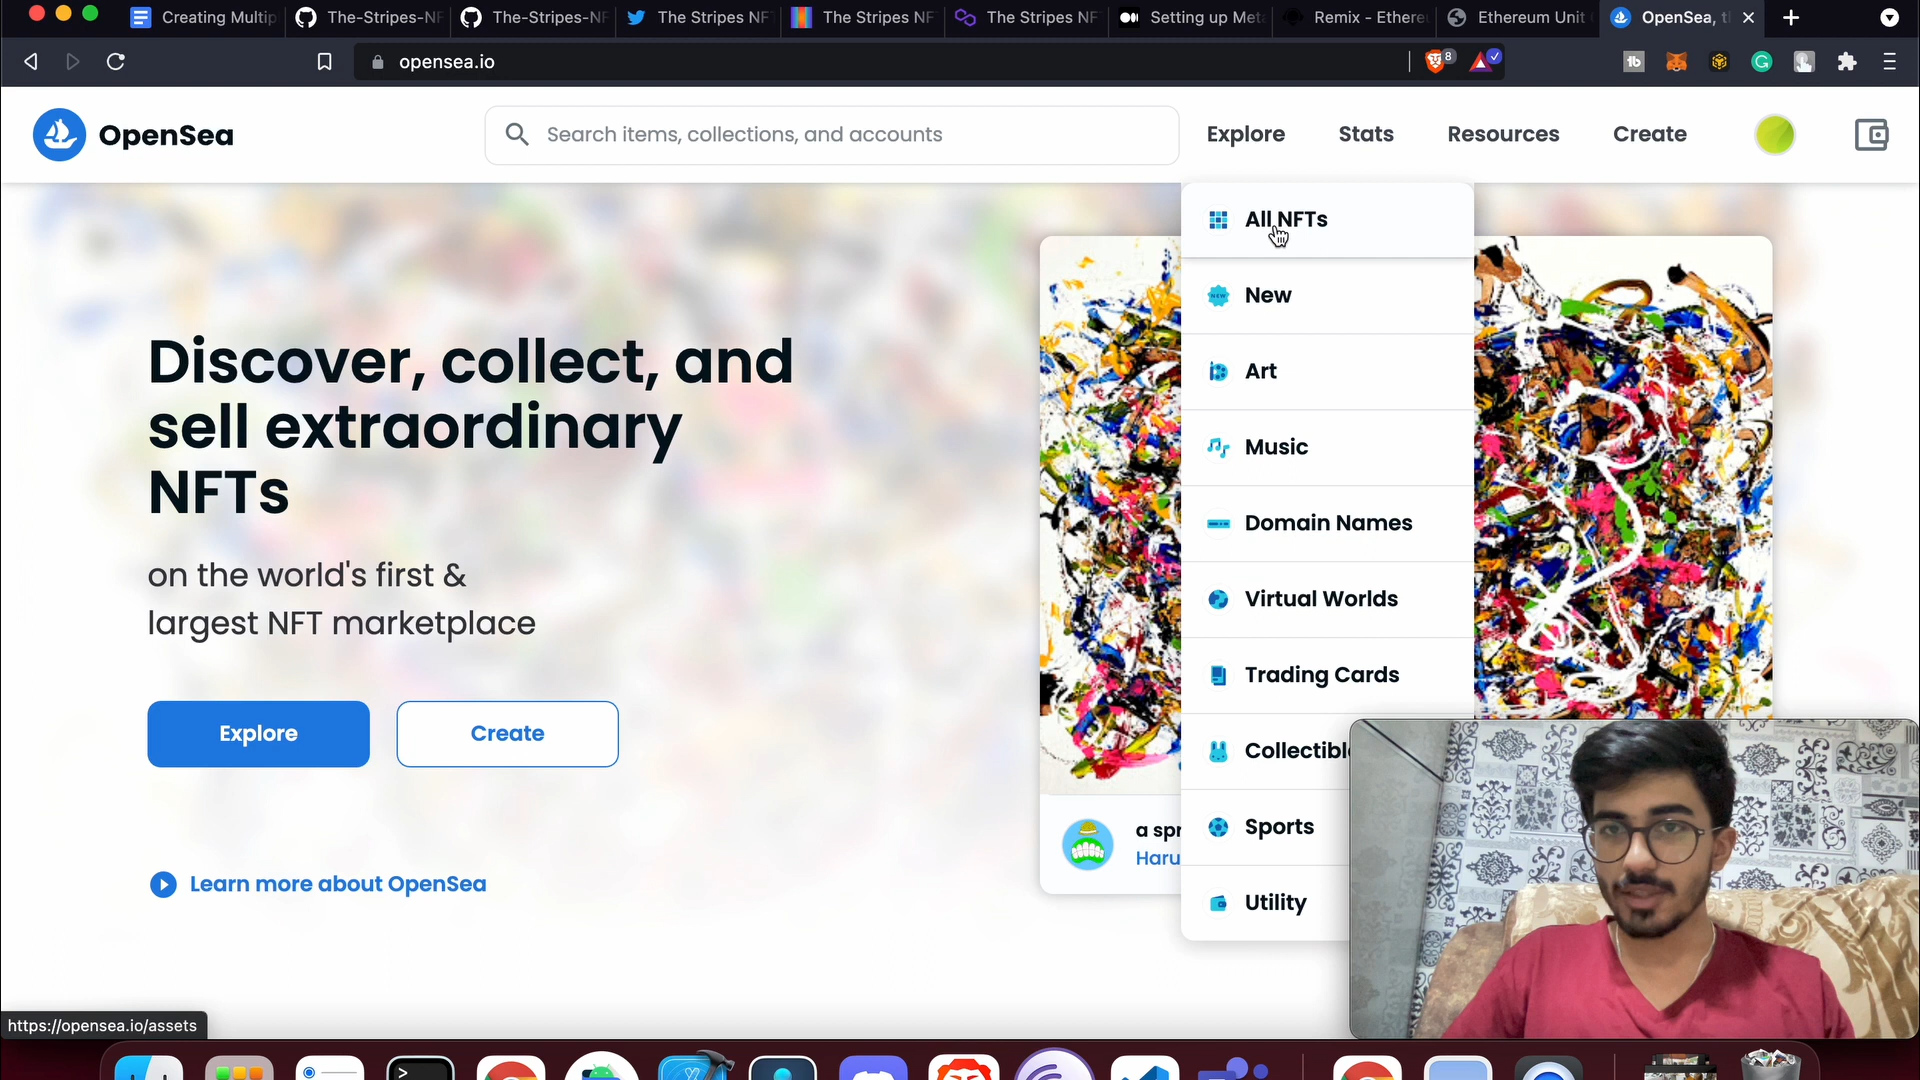 Creating Multip
The-Stripes-NF
The-Stripes-NF
The Stripes NF
The Stripes NF
The Stripes NF
Setting up Meta
Remix - Ethere
Ethereum Unit
OpenSea, t
opensea.io
8
OpenSea
Search items, collections, and accounts
Explore
Stats
Resources
Create
All NFTs
New
Art
Music
Domain Names
Virtual Worlds
Trading Cards
Collectible
Sports
Utility
Discover, collect, and
sell extraordinary
NFTs
on the world's first &
largest NFT marketplace
Explore
Create
Learn more about OpenSea
a spr
Haru
https://opensea.io/assets